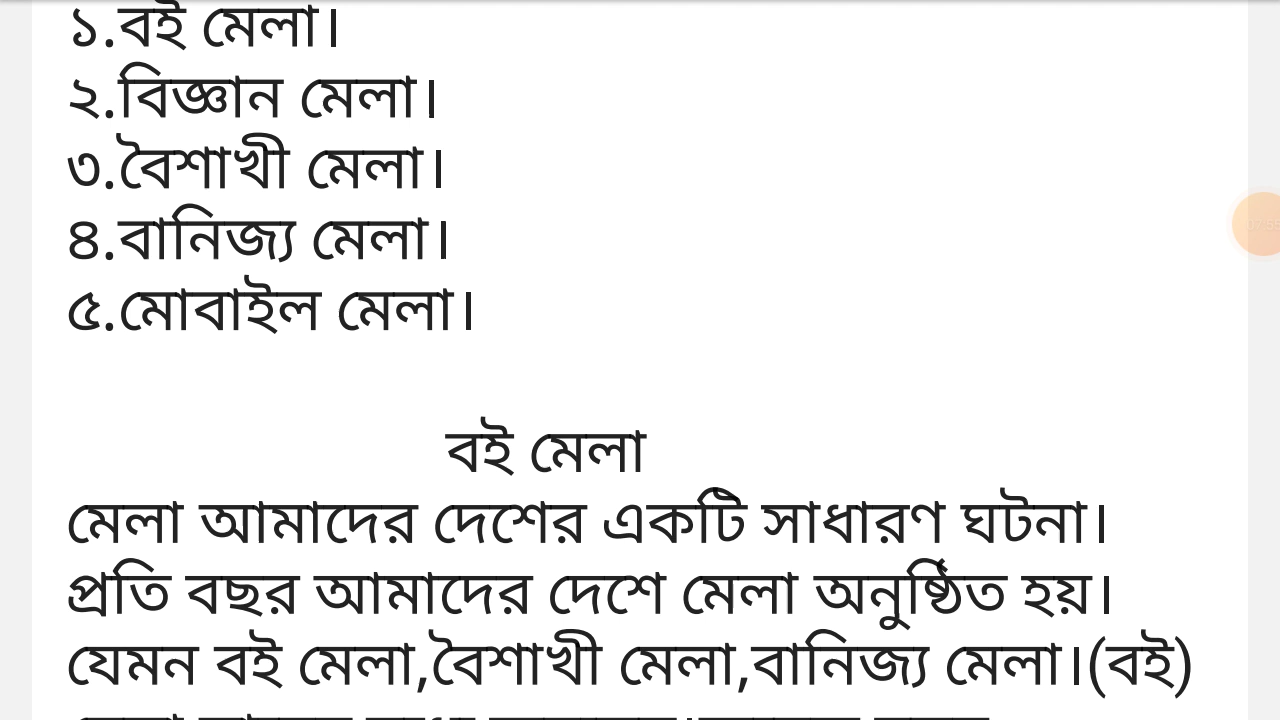 ১.বই মেলা।
২.বিজ্ঞান মেলা।
৩.বৈশাখী মেলা।
৪.বানিজ্য মেলা।
৫.মোবাইল মেলা।
বই মেলা
মেলা আমাদের দেশের একটি সাধারণ ঘটনা।
প্রতি বছর আমাদের দেশে মেলা অনুষ্ঠিত হয়।
যেমন বই মেলা,বৈশাখী মেলা,বানিজ্য মেলা।(বই)